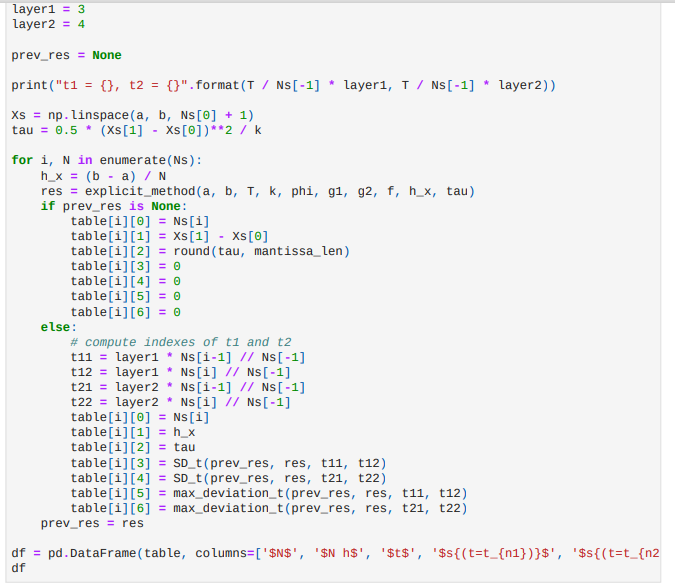 layer1 = 3
layer2 = 4

prev_res = None

print("t1 = {}, t2 = {}".format(T / Ns[-1] * layer1, T / Ns[-1] * layer2))

Xs = np.linspace(a, b, Ns[0] + 1)
tau = 0.5 * (Xs[1] - Xs[0])**2 / k

for i, N in enumerate(Ns):
    h_x = (b - a) / N
    res = explicit_method(a, b, T, k, phi, g1, g2, f, h_x, tau)
    if prev_res is None:
        table[i][0] = Ns[i]
        table[i][1] = Xs[1] - Xs[0]
        table[i][2] = round(tau, mantissa_len)
        table[i][3] = 0
        table[i][4] = 0
        table[i][5] = 0
        table[i][6] = 0
    else:
        # compute indexes of t1 and t2
        t11 = layer1 * Ns[i-1] // Ns[-1]
        t12 = layer1 * Ns[i] // Ns[-1]
        t21 = layer2 * Ns[i-1] // Ns[-1]
        t22 = layer2 * Ns[i] // Ns[-1]
        table[i][0] = Ns[i]
        table[i][1] = h_x
        table[i][2] = tau
        table[i][3] = SD_t(prev_res, res, t11, t12)
        table[i][4] = SD_t(prev_res, res, t21, t22)
        table[i][5] = max_deviation_t(prev_res, res, t11, t12)
        table[i][6] = max_deviation_t(prev_res, res, t21, t22)
    prev_res = res

df = pd.DataFrame(table, columns=['$N$', '$N h$', '$t$', '$s{(t=t_{n1})}$', '$s{(t=t_{n2
df